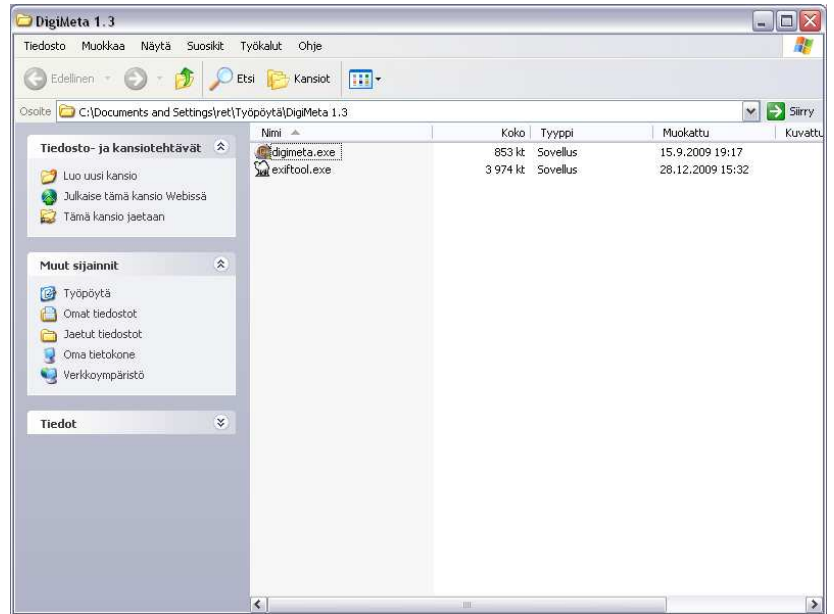 DigiMeta 1.3
Tiedosto Muokkaa Näytä Suosikit Työkalut Ohje
Edellinen Etsi Kansiot
Osoite C:\Documents and Settings\ret\Työpöytä\DigiMeta 1.3 Siirry
Nimi Koko Tyyppi Muokattu Kuvattu
digimeta.exe 853 kt Sovellus 15.9.2009 19:17
exiftool.exe 3 974 kt Sovellus 28.12.2009 15:32
Tiedosto- ja kansiotehtävät
Luo uusi kansio
Julkaise tämä kansio Webissä
Tämä kansio jaetaan
Muut sijainnit
Työpöytä
Omat tiedostot
Jaetut tiedostot
Oma tietokone
Verkkoympäristö
Tiedot